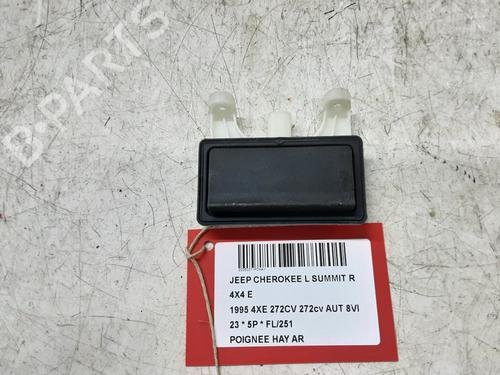 B-PARTS
JEEP CHEROKEE L SUMMIT R
4X4 E
1995 4XE 272CV 272cv AUT 8VI
23 * 5P * FL/251
POIGNEE HAY AR